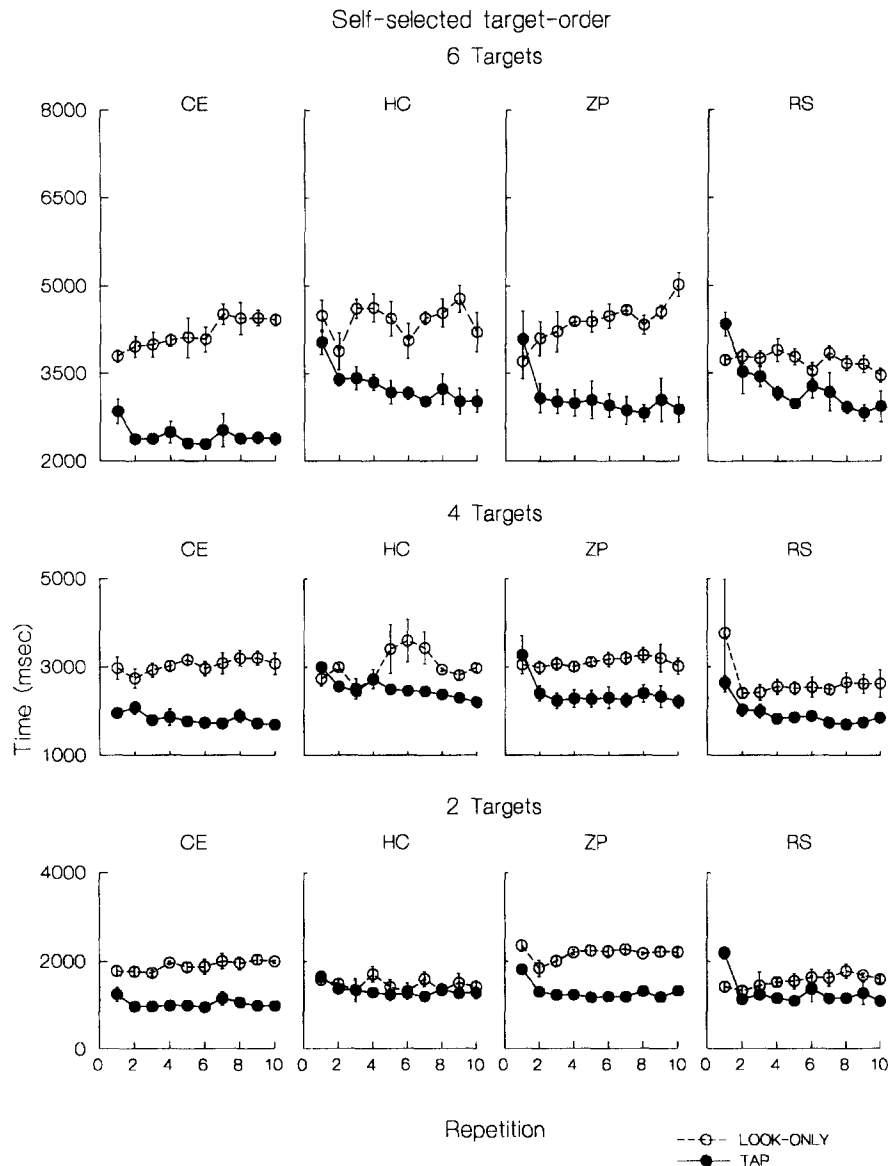 Self-selected target-order
6 Targets
CE HC ZP RS
8000
6500
5000
3500
2000
4 Targets
CE HC ZP RS
5000
3000
1000
Time (msec)
2 Targets
CE HC ZP RS
4000
2000
0
0 2 4 6 8 10 0 2 4 6 8 10 0 2 4 6 8 10 0 2 4 6 8 10
Repetition
LOOK-ONLY
TAP